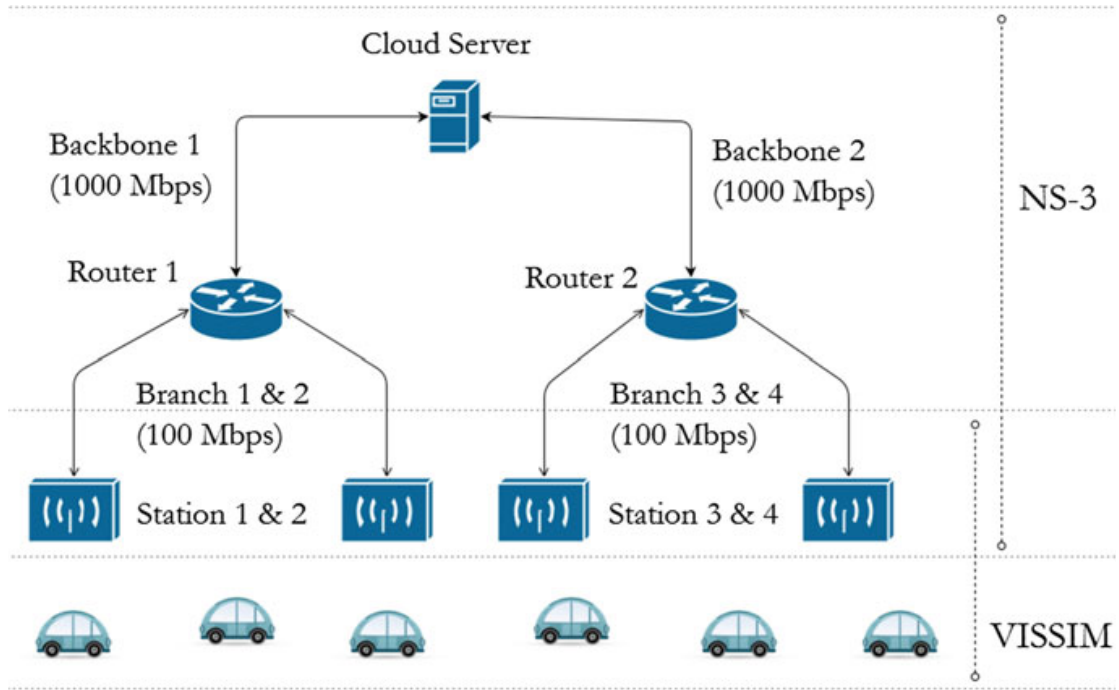 Cloud Server
Backbone 1
(1000 Mbps)
Backbone 2
(1000 Mbps)
NS-3
Router 1
Router 2
Branch 1 & 2
(100 Mbps)
Branch 3 & 4
(100 Mbps)
Station 1 & 2
Station 3 & 4
VISSIM